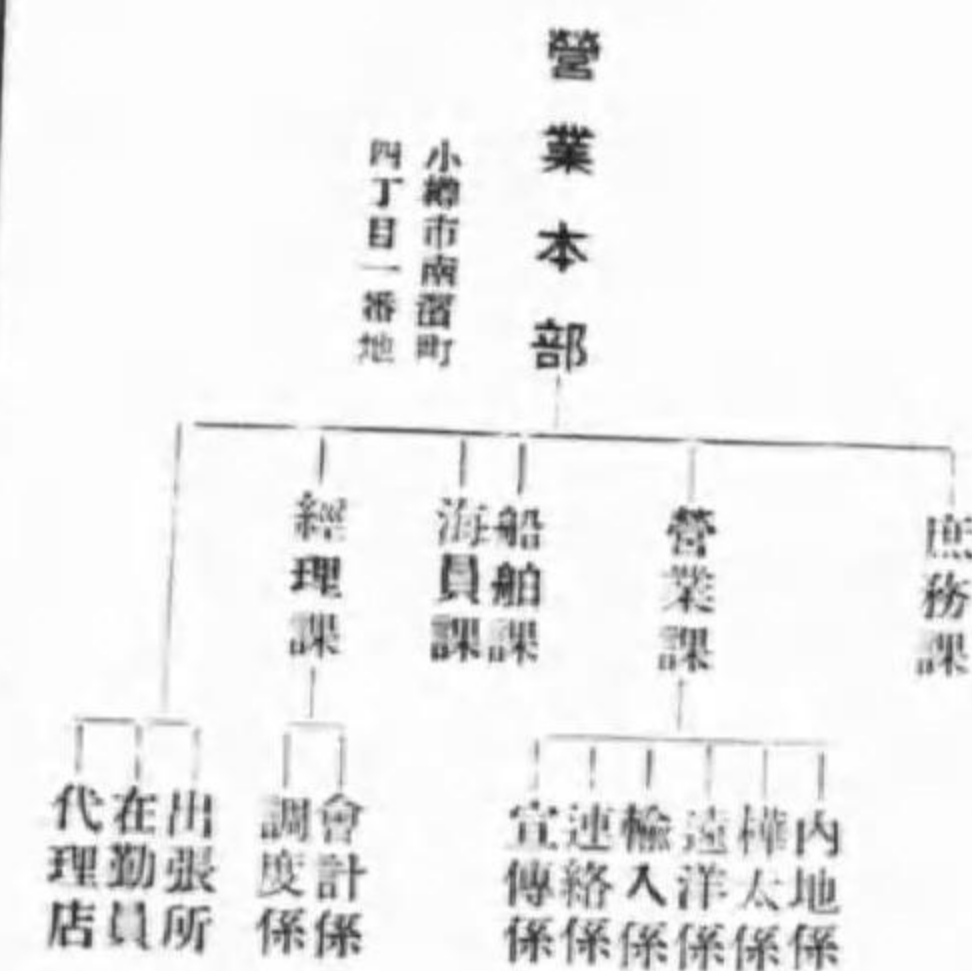 營業本部
小樽市南濱町
四丁目一番地
庶務課
營業課
船舶課
海員課
經理課
內地係
樺太係
遠洋係
輸入係
連絡係
宣傳係
會計係
調度係
出張所
在勤員
代理店